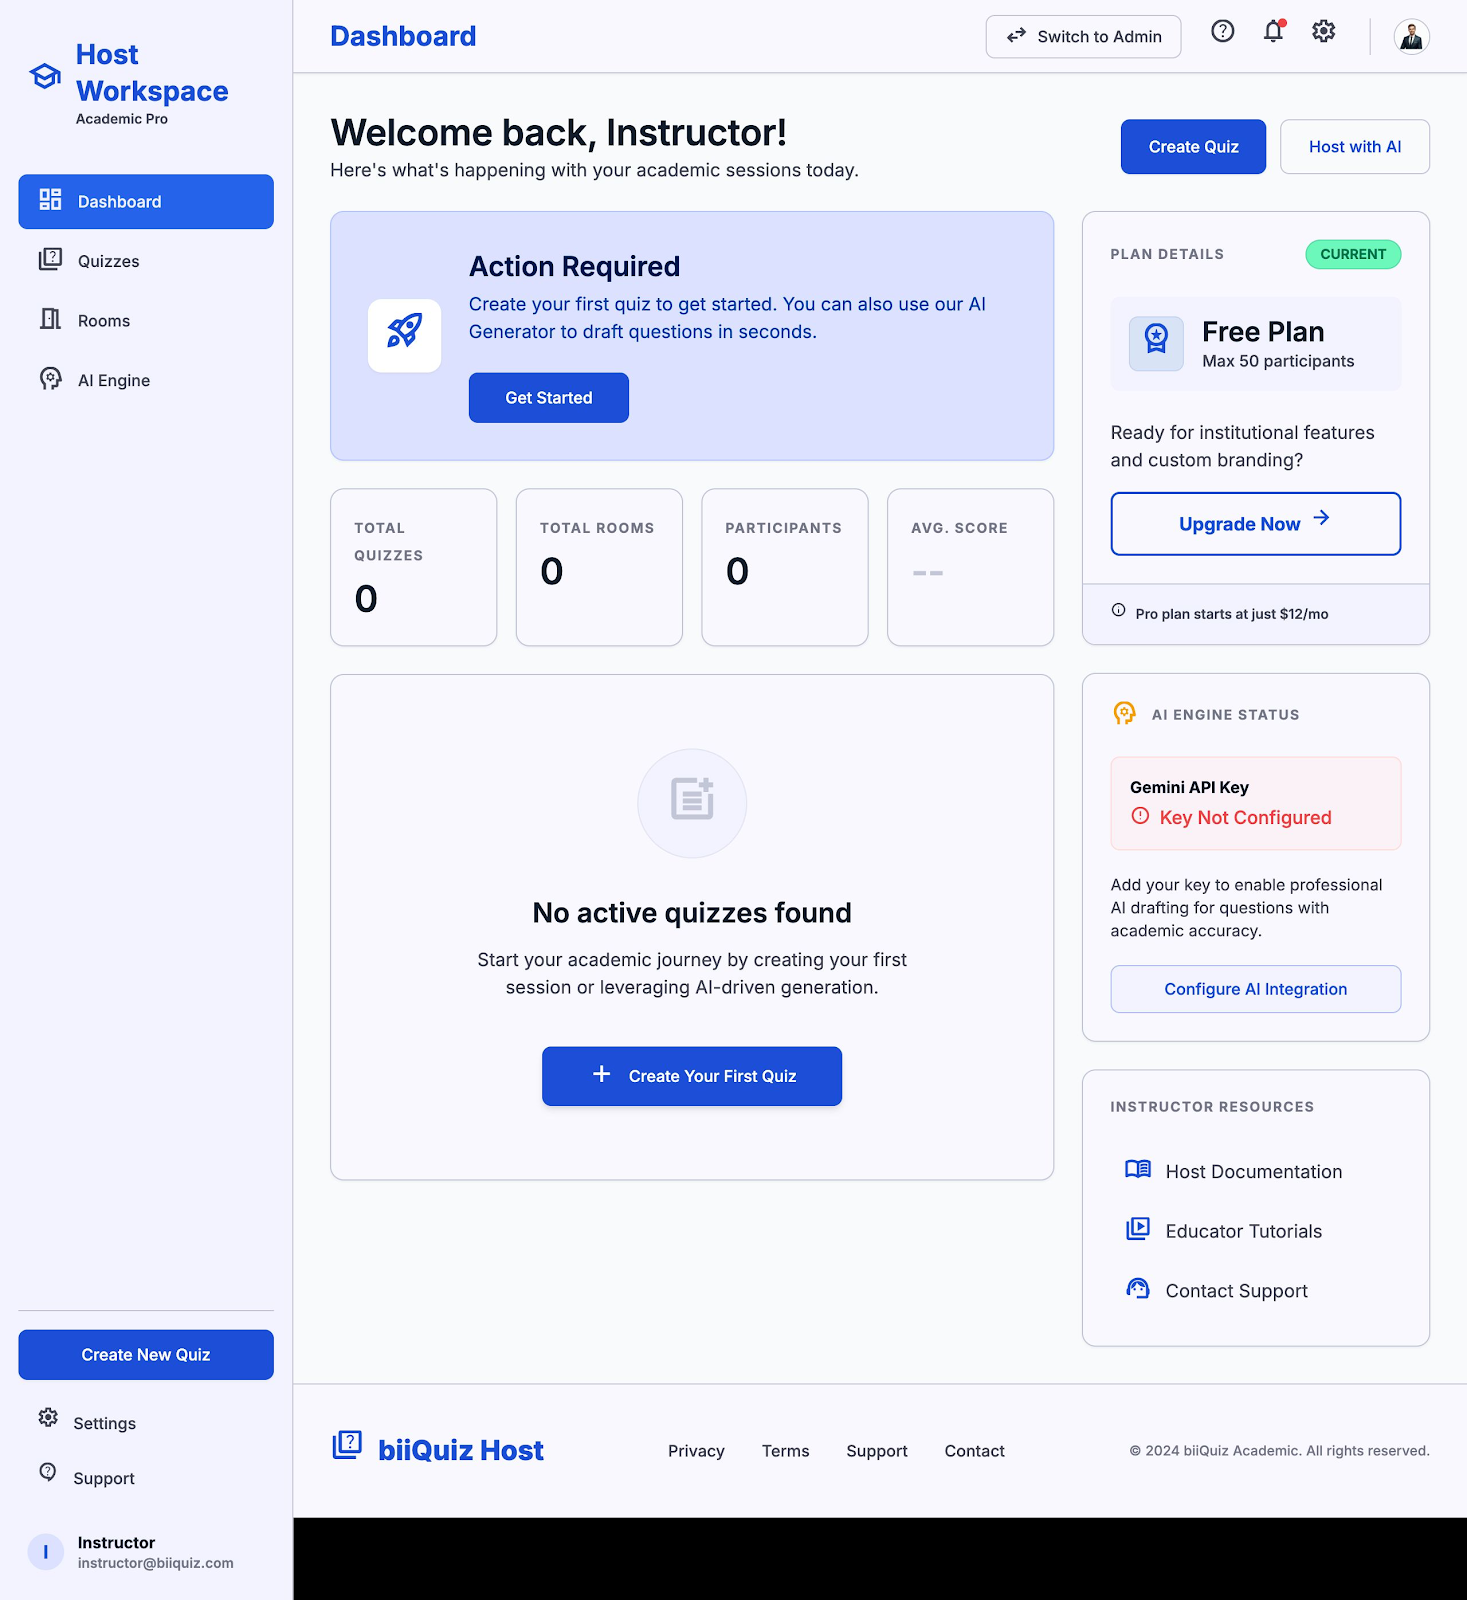 Host
Workspace
Academic Pro
Dashboard
Quizzes
Rooms
AI Engine
Create New Quiz
Settings
Support
I
Instructor
instructor@biiquiz.com
Dashboard
Switch to Admin
Welcome back, Instructor!
Here's what's happening with your academic sessions today.
Create Quiz
Host with AI
Action Required
Create your first quiz to get started. You can also use our AI
Generator to draft questions in seconds.
Get Started
TOTAL
QUIZZES
0
TOTAL ROOMS
0
PARTICIPANTS
0
AVG. SCORE
--
No active quizzes found
Start your academic journey by creating your first
session or leveraging AI-driven generation.
Create Your First Quiz
PLAN DETAILS
CURRENT
Free Plan
Max 50 participants
Ready for institutional features
and custom branding?
Upgrade Now
Pro plan starts at just $12/mo
AI ENGINE STATUS
Gemini API Key
Key Not Configured
Add your key to enable professional
AI drafting for questions with
academic accuracy.
Configure AI Integration
INSTRUCTOR RESOURCES
Host Documentation
Educator Tutorials
Contact Support
biiQuiz Host
Privacy
Terms
Support
Contact
© 2024 biiQuiz Academic. All rights reserved.